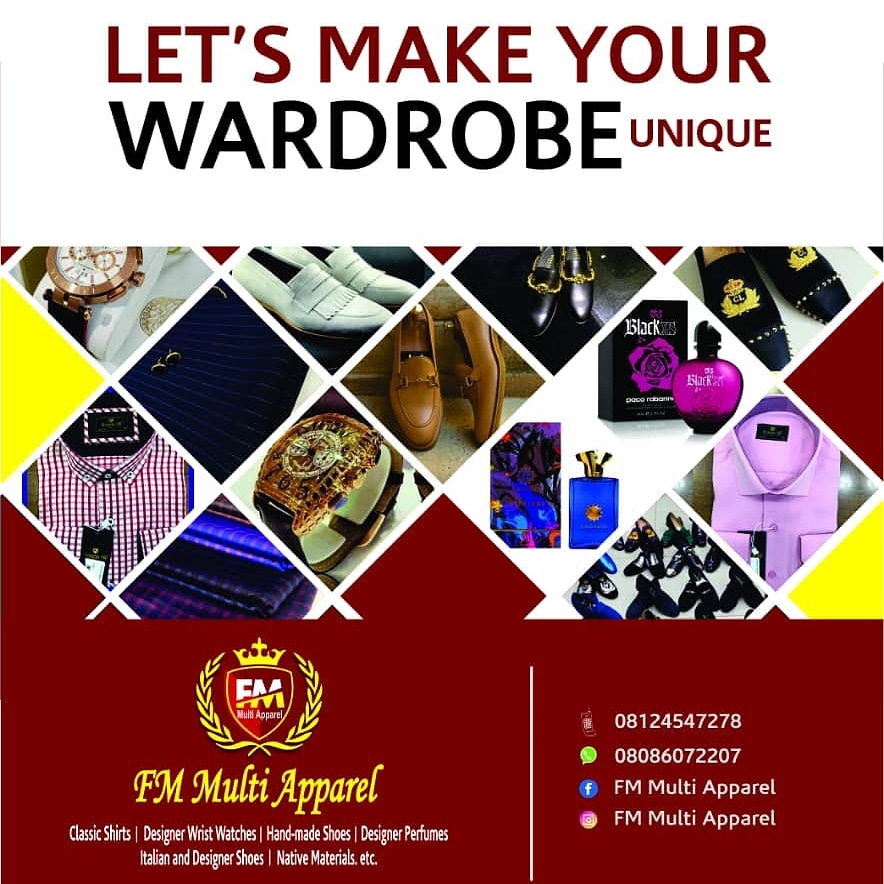 LET'S MAKE YOUR
WARDROBE UNIQUE
Black XS
paco rabanne
Black XS
FM
Multi Apparel
FM Multi Apparel
Classic Shirts | Designer Wrist Watches | Hand-made Shoes | Designer Perfumes
Italian and Designer Shoes | Native Materials. etc.
08124547278
08086072207
FM Multi Apparel
FM Multi Apparel